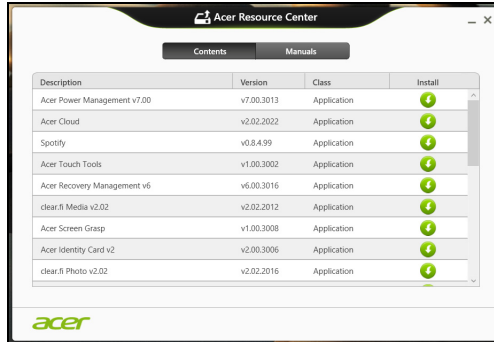 Acer Resource Center
Contents Manuals
Description Version Class Install
Acer Power Management v7.00 v7.00.3013 Application
Acer Cloud v2.02.2022 Application
Spotify v0.8.4.99 Application
Acer Touch Tools v1.00.3002 Application
Acer Recovery Management v6 v6.00.3016 Application
clear.fi Media v2.02 v2.02.2012 Application
Acer Screen Grasp v1.00.3008 Application
Acer Identity Card v2 v2.00.3006 Application
clear.fi Photo v2.02 v2.02.2016 Application
acer